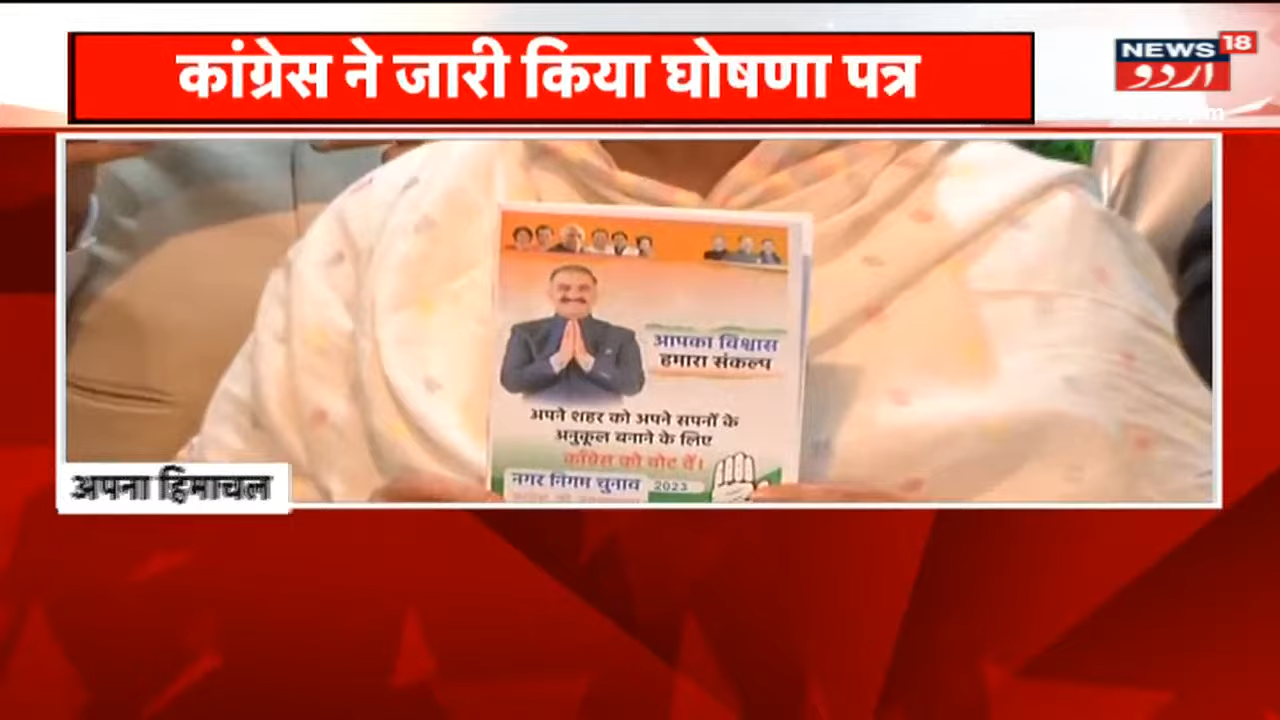 कांग्रेस ने जारी किया घोषणा पत्र
NEWS 18
اردو
आपका विश्वास
हमारा संकल्प
अपने शहर को अपने सपनों के
अनुकूल बनाने के लिए
कांग्रेस को वोट दें।
नगर निगम चुनाव 2023
अपना हिमाचल